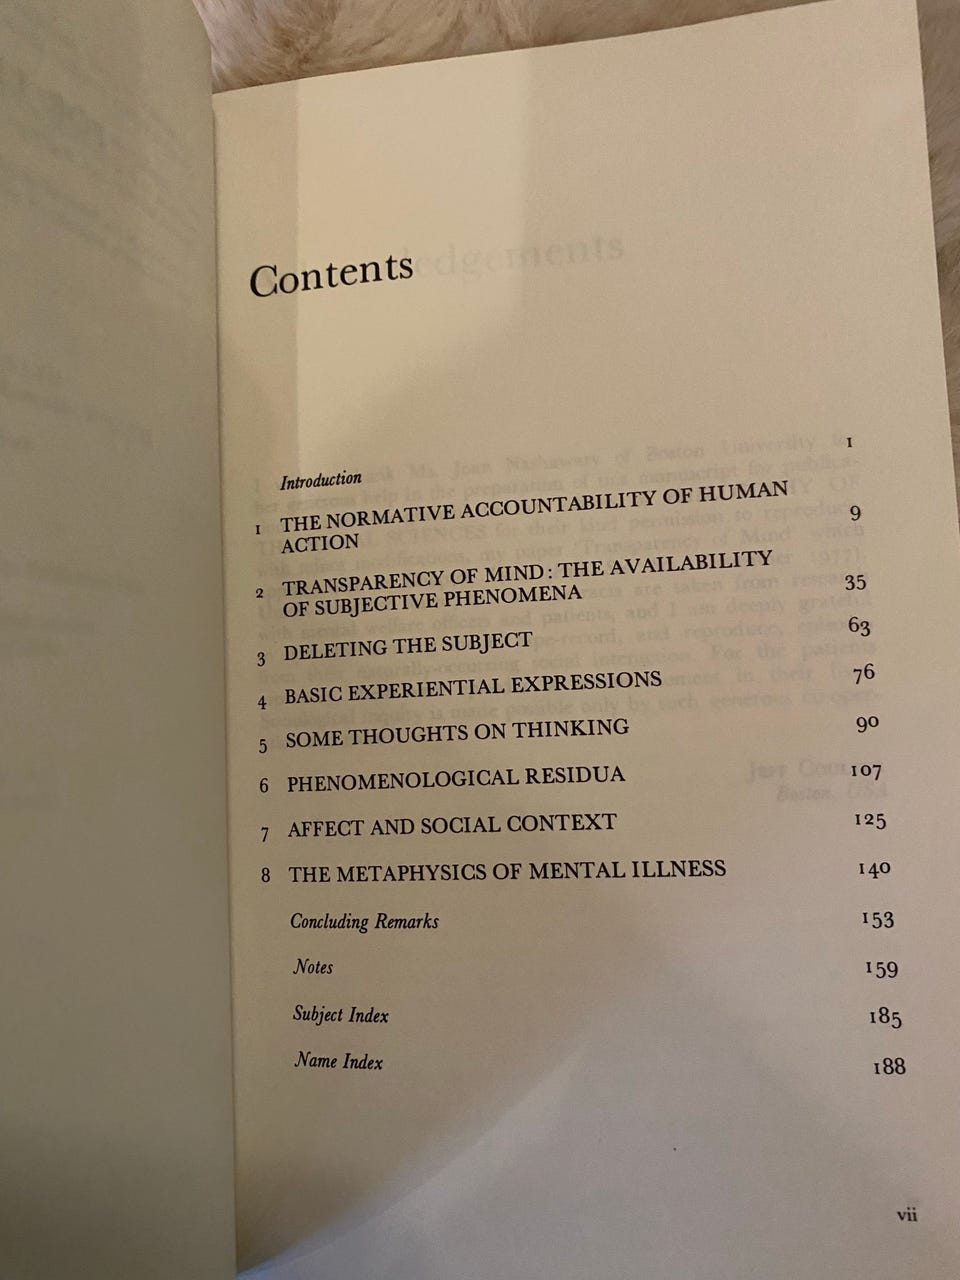 Contents
Introduction 1
1 THE NORMATIVE ACCOUNTABILITY OF HUMAN
ACTION 9
2 TRANSPARENCY OF MIND: THE AVAILABILITY
OF SUBJECTIVE PHENOMENA 35
3 DELETING THE SUBJECT 63
4 BASIC EXPERIENTIAL EXPRESSIONS 76
5 SOME THOUGHTS ON THINKING 90
6 PHENOMENOLOGICAL RESIDUA 107
7 AFFECT AND SOCIAL CONTEXT 125
8 THE METAPHYSICS OF MENTAL ILLNESS 140
Concluding Remarks 153
Notes 159
Subject Index 185
Name Index 188
vii